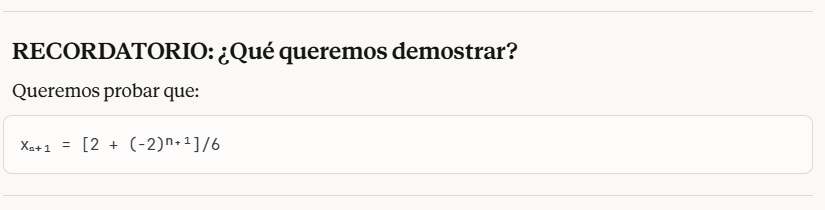 RECORDATORIO: ¿Qué queremos demostrar?
Queremos probar que:
xₙ₊₁ = [2 + (-2)ⁿ⁺¹]/6